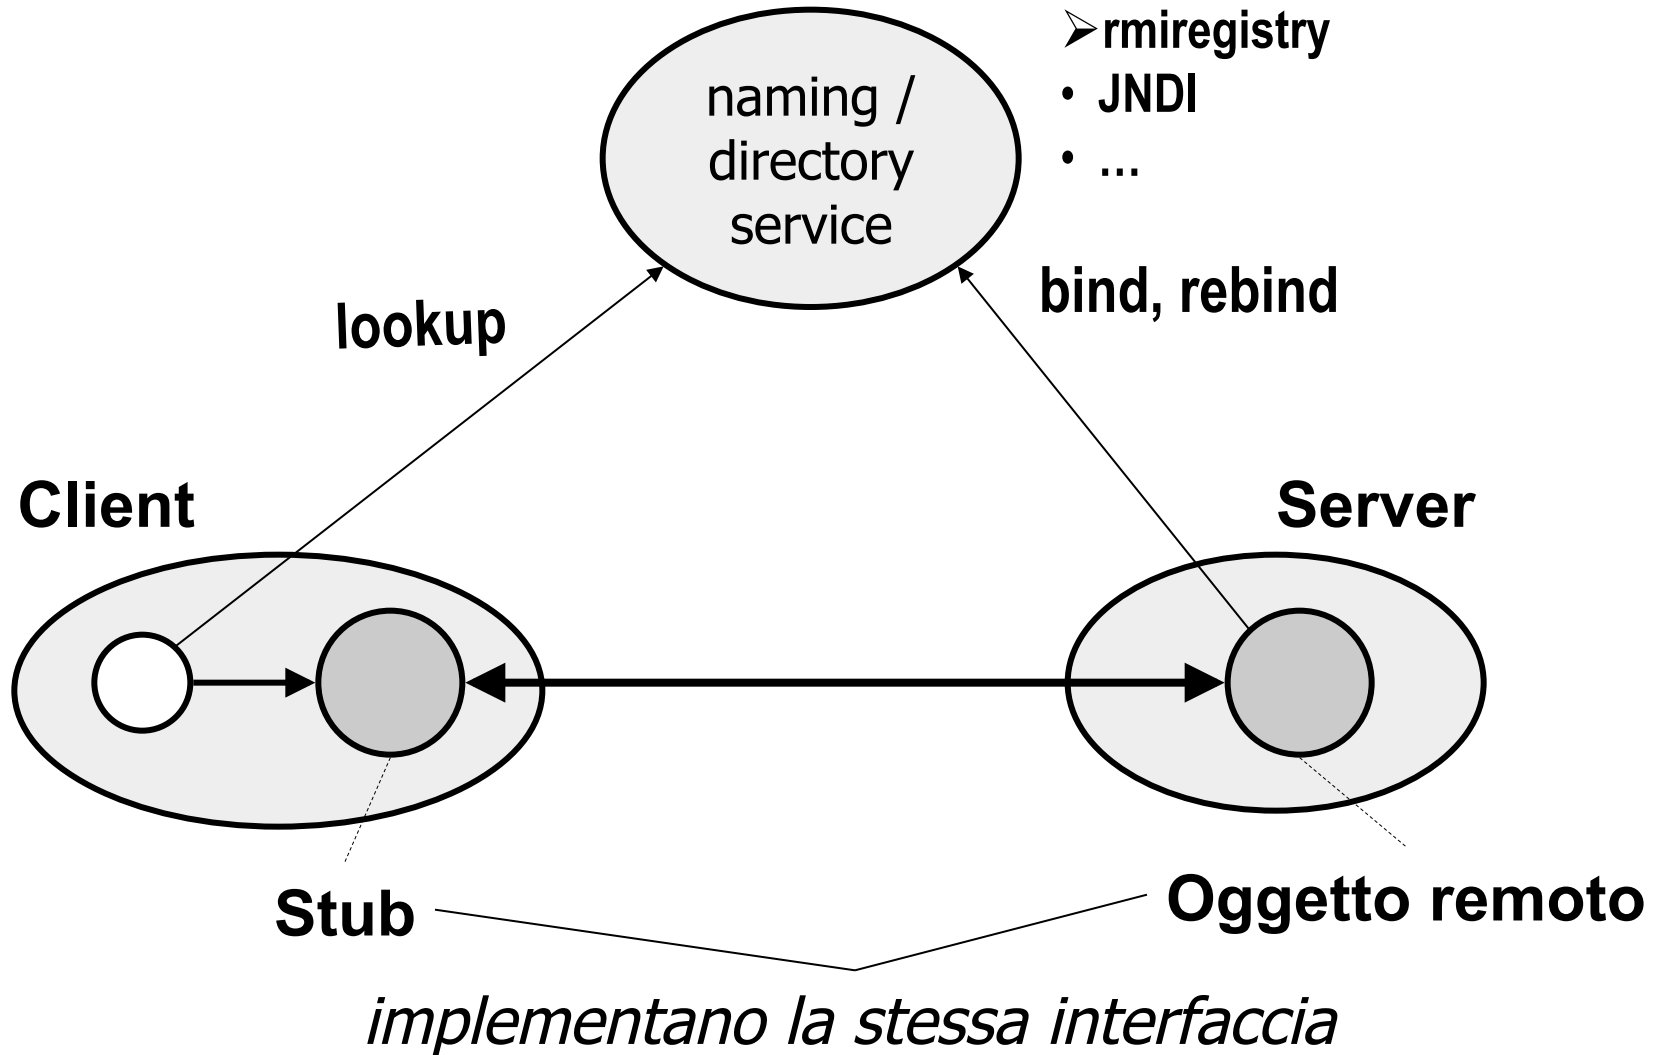 naming /
directory
service
➢rmiregistry
• JNDI
• ...
lookup
bind, rebind
Client
Server
Stub
Oggetto remoto
implementano la stessa interfaccia